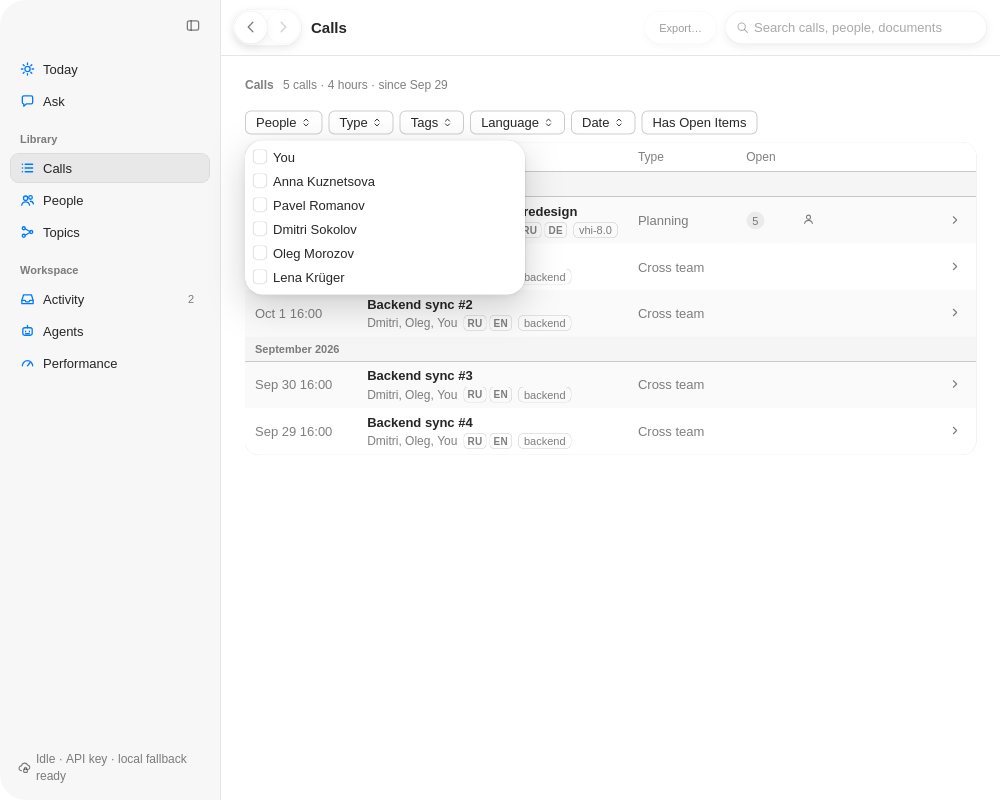 Calls
Export…
Search calls, people, documents
Today
Ask
Library
Calls
People
Topics
Workspace
Activity 2
Agents
Performance
Idle · API key · local fallback
ready
Calls 5 calls · 4 hours · since Sep 29
People Type Tags Language Date Has Open Items
You
Anna Kuznetsova
Pavel Romanov
Dmitri Sokolov
Oleg Morozov
Lena Krüger
Type Open
redesign
RU DE vhi-8.0
Planning 5
backend
Cross team
Oct 1 16:00
Backend sync #2
Dmitri, Oleg, You RU EN backend
Cross team
September 2026
Sep 30 16:00
Backend sync #3
Dmitri, Oleg, You RU EN backend
Cross team
Sep 29 16:00
Backend sync #4
Dmitri, Oleg, You RU EN backend
Cross team